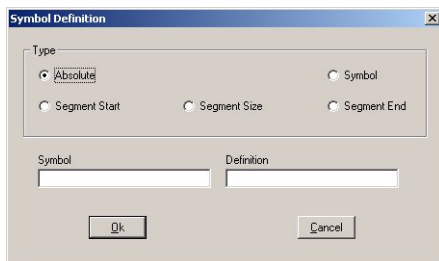 Symbol Definition
Type
Absolute
Symbol
Segment Start
Segment Size
Segment End
Symbol
Definition
Ok
Cancel